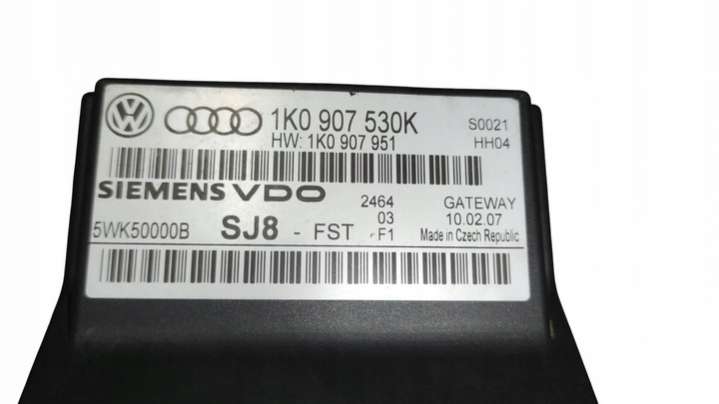 1K0 907 530K S0021
HW: 1K0 907 951 HH04
SIEMENS VDO 2464 GATEWAY
03 10.02.07
5WK50000B SJ8 - FST F1 Made in Czech Republic